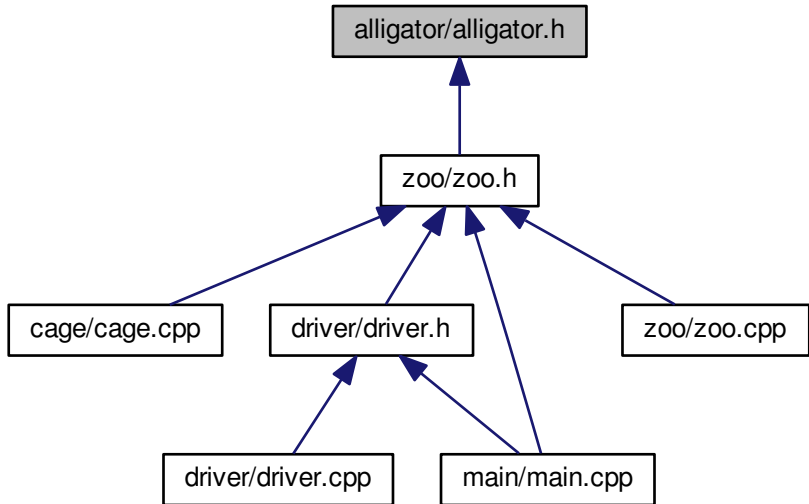 alligator/alligator.h
zoo/zoo.h
cage/cage.cpp
driver/driver.h
zoo/zoo.cpp
driver/driver.cpp
main/main.cpp